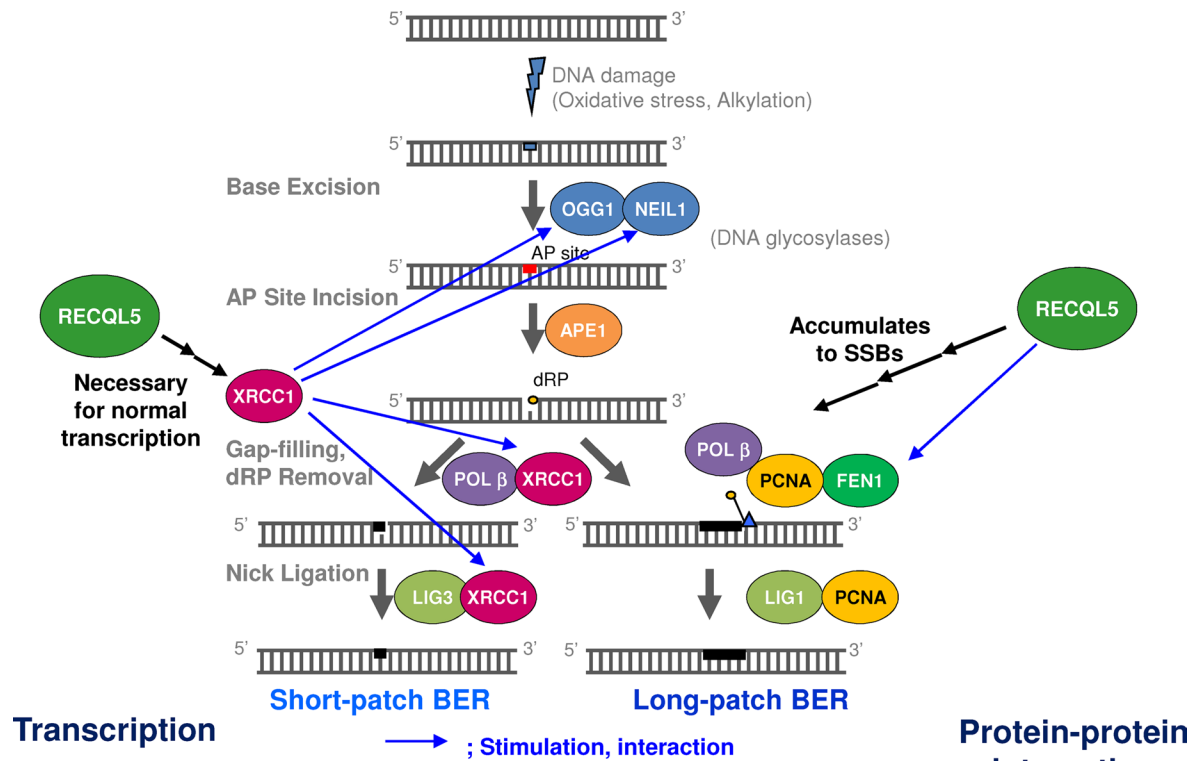 5’ 3’
DNA damage
(Oxidative stress, Alkylation)
5’ 3’
Base Excision
OGG1 NEIL1
(DNA glycosylases)
AP site
5’ 3’
AP Site Incision
RECQL5
APE1
RECQL5
Accumulates
to SSBs
Necessary
for normal
transcription
XRCC1
dRP
5’ 3’
Gap-filling,
dRP Removal
POL β XRCC1
POL β
PCNA FEN1
5’ 3’ 5’ 3’
Nick Ligation
LIG3 XRCC1
LIG1 PCNA
5’ 3’ 5’ 3’
Short-patch BER
Long-patch BER
Transcription
Protein-protein
; Stimulation, interaction